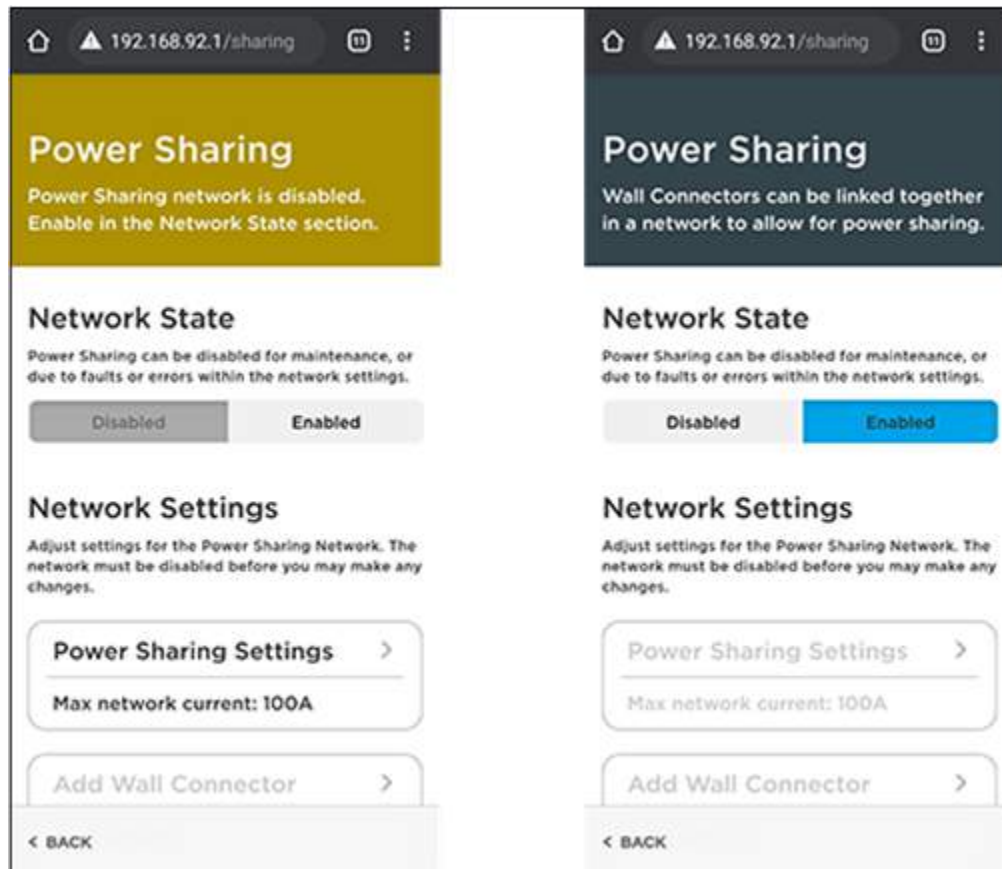 192.168.92.1/sharing
11
Power Sharing
Power Sharing network is disabled.
Enable in the Network State section.
Network State
Power Sharing can be disabled for maintenance, or
due to faults or errors within the network settings.
Disabled
Enabled
Network Settings
Adjust settings for the Power Sharing Network. The
network must be disabled before you may make any
changes.
Power Sharing Settings
Max network current: 100A
Add Wall Connector
< BACK
192.168.92.1/sharing
11
Power Sharing
Wall Connectors can be linked together
in a network to allow for power sharing.
Network State
Power Sharing can be disabled for maintenance, or
due to faults or errors within the network settings.
Disabled
Enabled
Network Settings
Adjust settings for the Power Sharing Network. The
network must be disabled before you may make any
changes.
Power Sharing Settings
Max network current: 100A
Add Wall Connector
< BACK